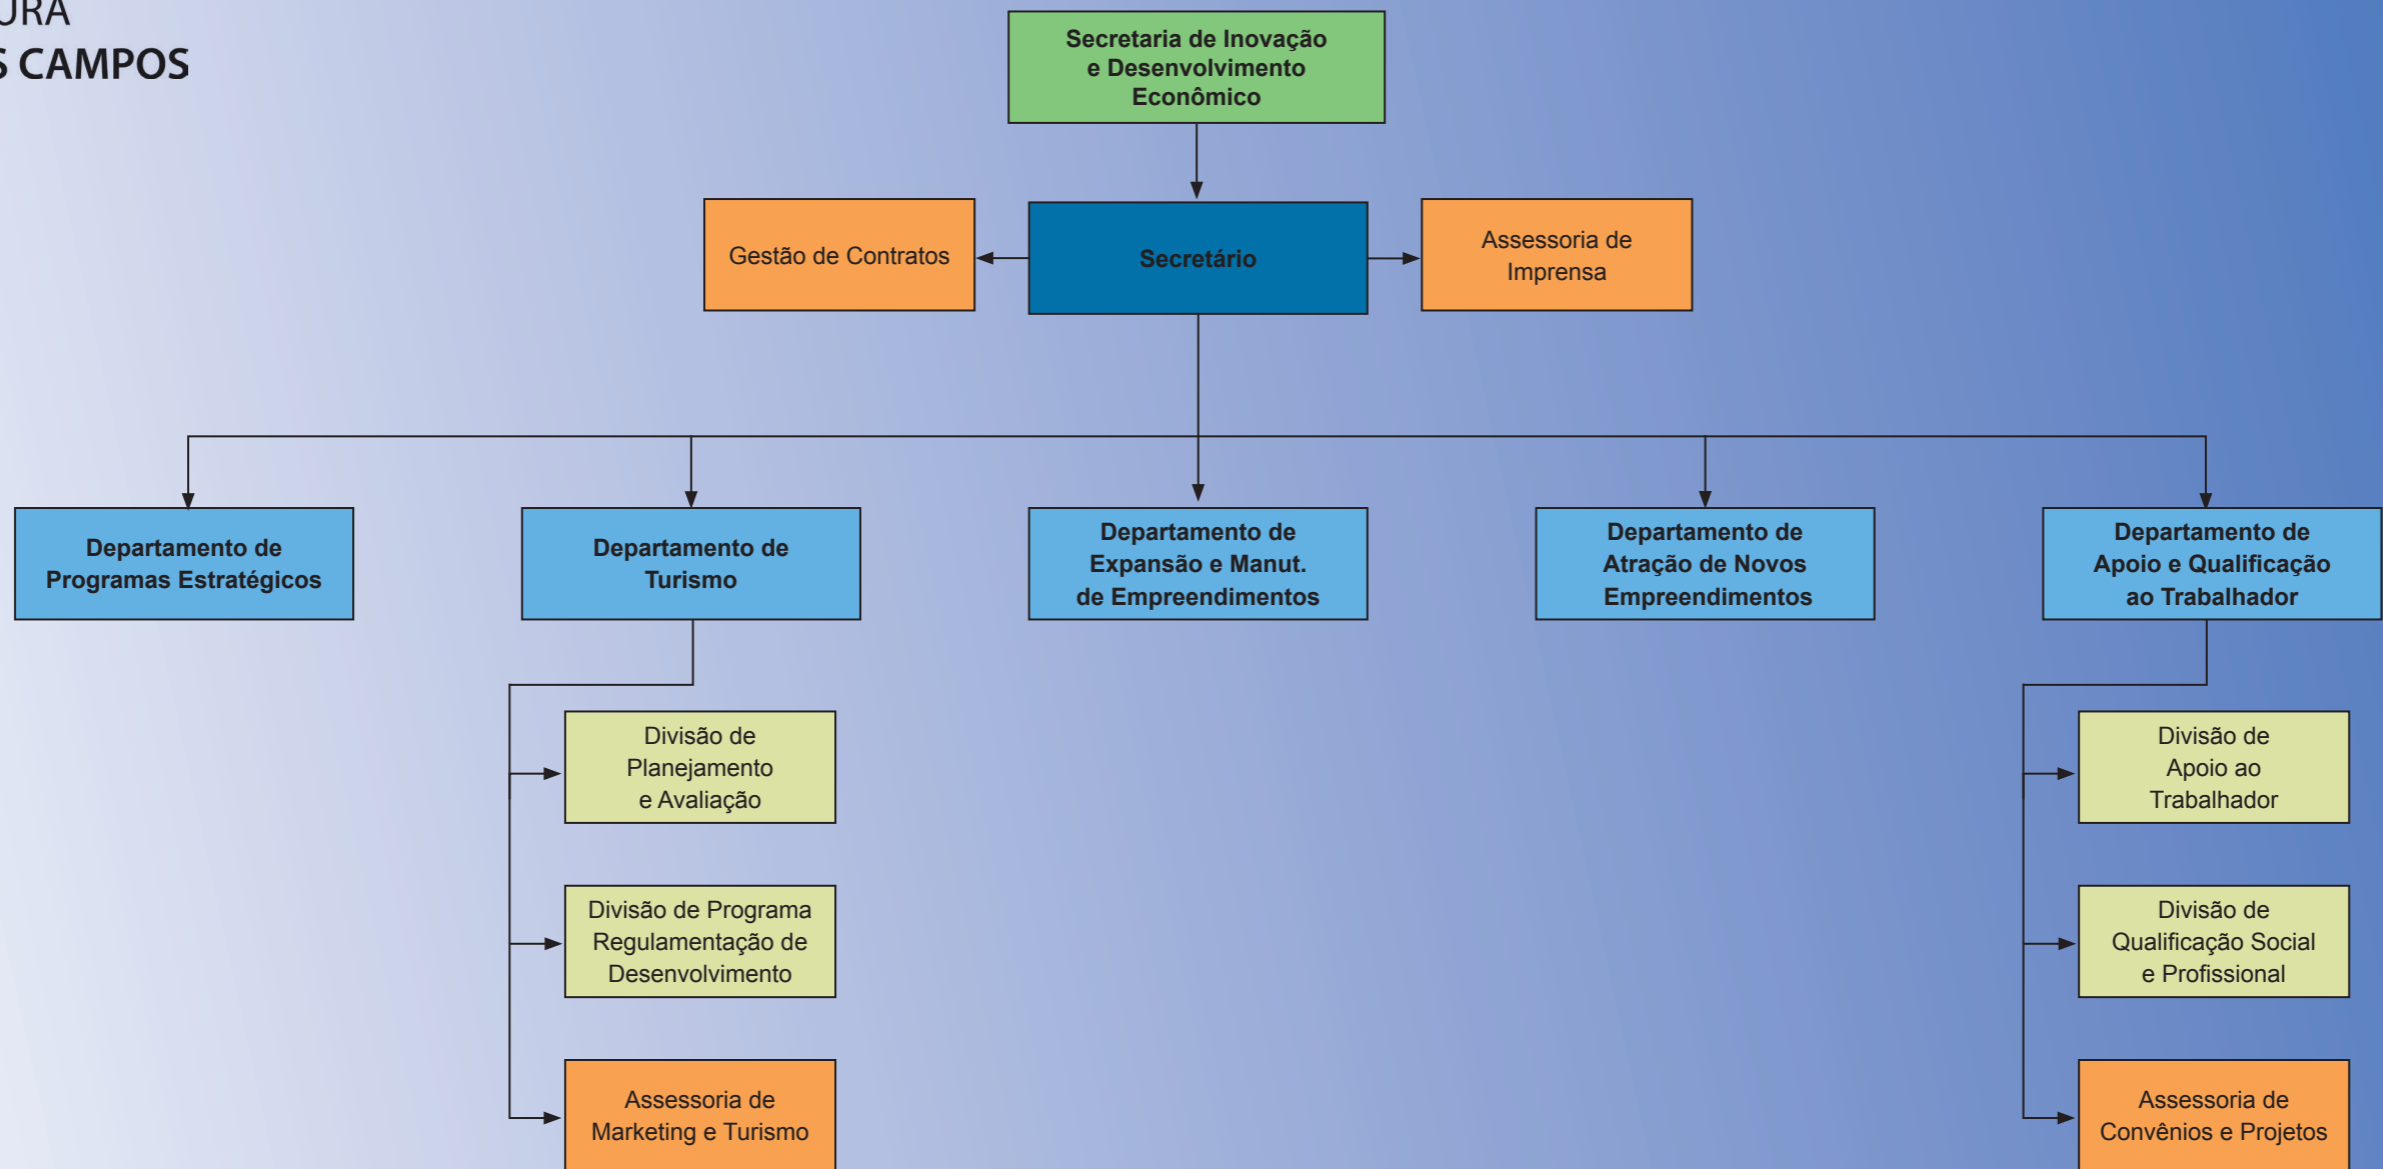 S CAMPOS
Secretaria de Inovação
e Desenvolvimento
Econômico
Gestão de Contratos
Secretário
Assessoria de
Imprensa
Departamento de
Programas Estratégicos
Departamento de
Turismo
Departamento de
Expansão e Manut.
de Empreendimentos
Departamento de
Atração de Novos
Empreendimentos
Departamento de
Apoio e Qualificação
ao Trabalhador
Divisão de
Planejamento
e Avaliação
Divisão de Programa
Regulamentação de
Desenvolvimento
Assessoria de
Marketing e Turismo
Divisão de
Apoio ao
Trabalhador
Divisão de
Qualificação Social
e Profissional
Assessoria de
Convênios e Projetos